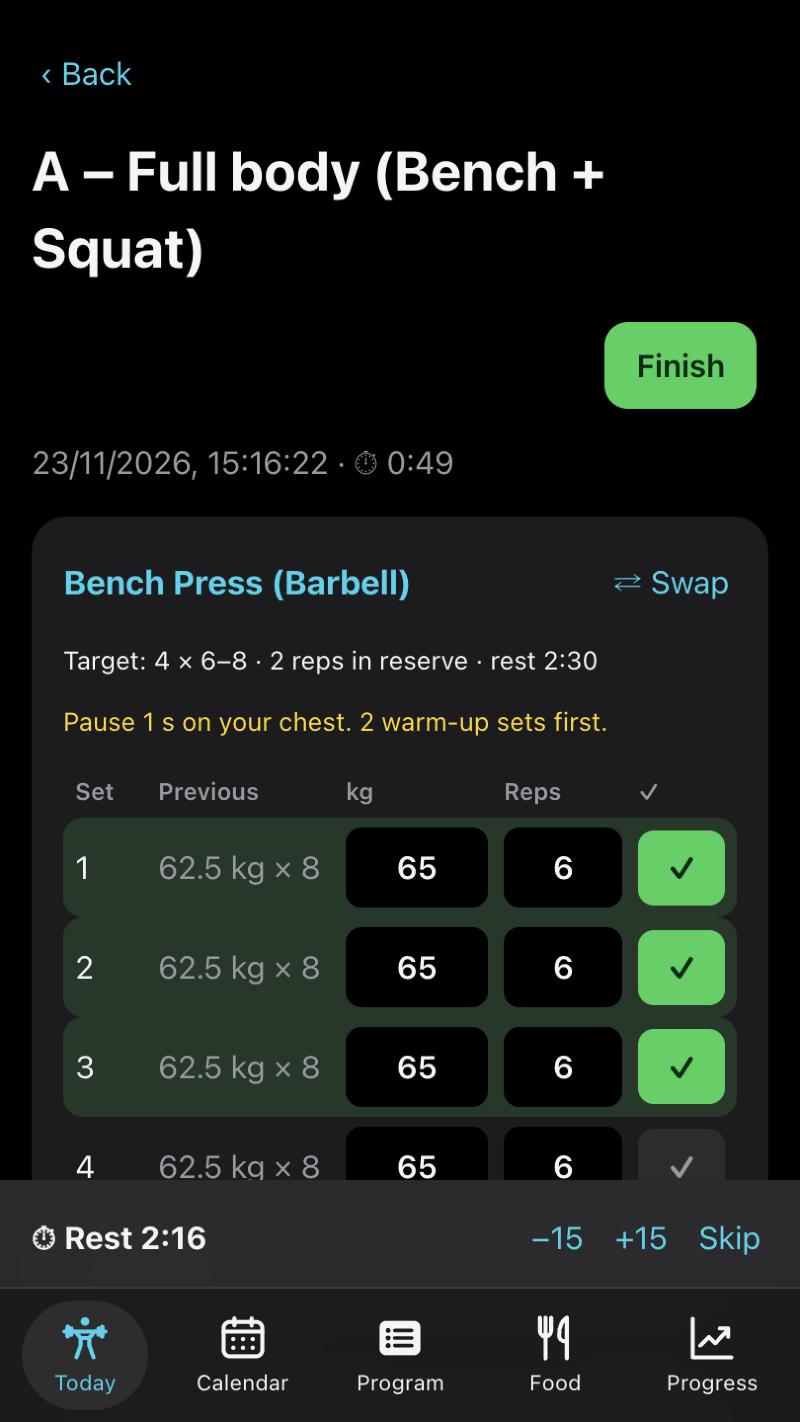 ‹ Back
A – Full body (Bench +
Squat)
Finish
23/11/2026, 15:16:22 · ⏱ 0:49
Bench Press (Barbell) ⇄ Swap
Target: 4 × 6–8 · 2 reps in reserve · rest 2:30
Pause 1 s on your chest. 2 warm-up sets first.
Set Previous kg Reps ✓
1 62.5 kg × 8 65 6 ✓
2 62.5 kg × 8 65 6 ✓
3 62.5 kg × 8 65 6 ✓
4 62.5 kg × 8 65 6 ✓
⏱ Rest 2:16 −15 +15 Skip
Today Calendar Program Food Progress